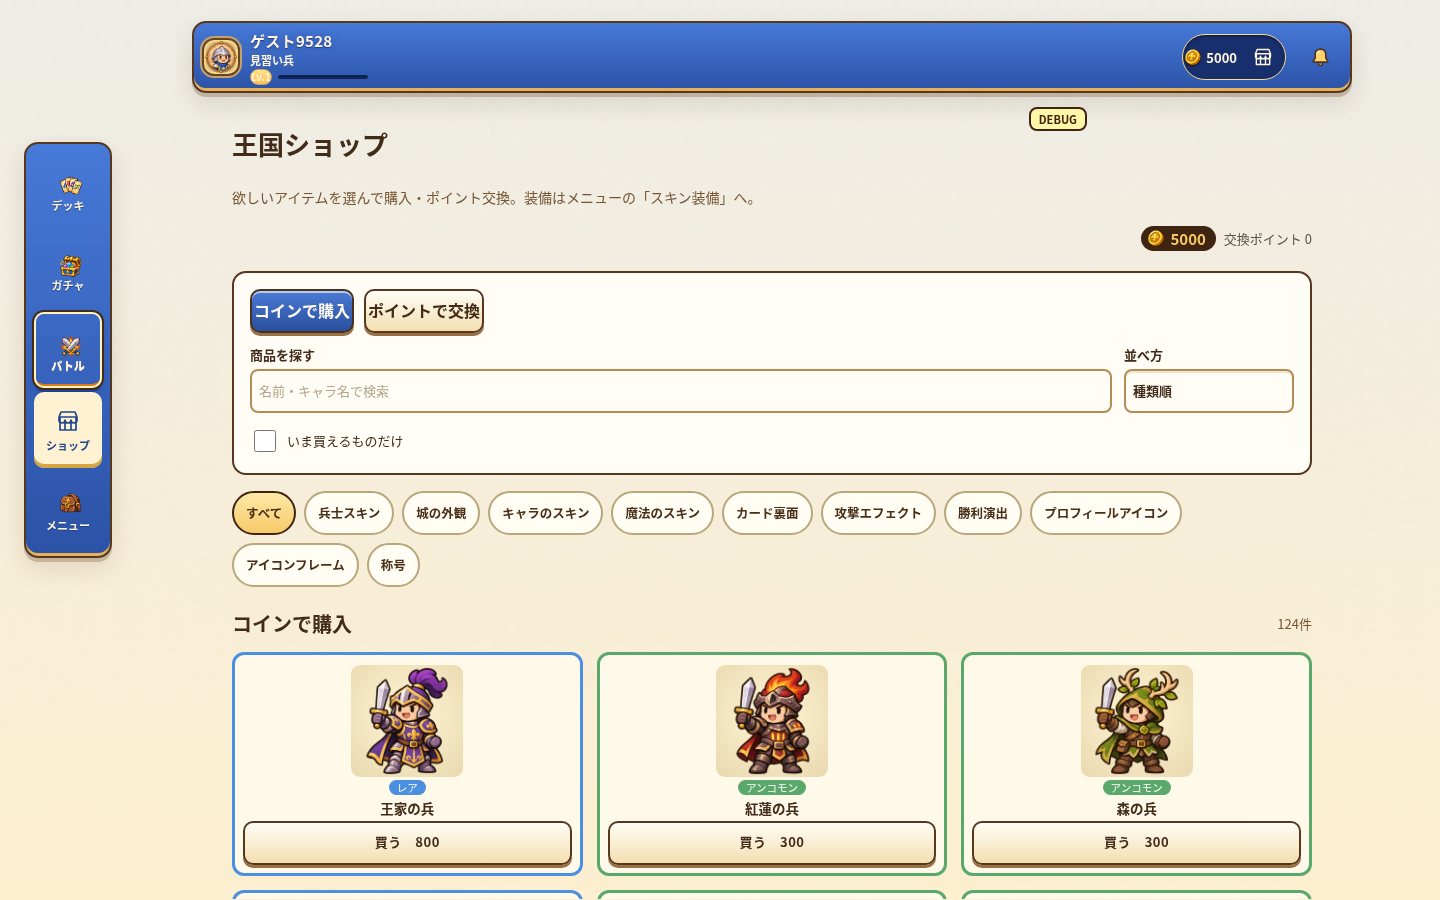 ゲスト9528
見習い兵
Lv.1
5000
DEBUG
王国ショップ
欲しいアイテムを選んで購入・ポイント交換。装備はメニューの「スキン装備」へ。
5000 交換ポイント 0
デッキ
ガチャ
バトル
ショップ
メニュー
コインで購入 ポイントで交換
商品を探す 並べ方
名前・キャラ名で検索 種類順
いま買えるものだけ
すべて 兵士スキン 城の外観 キャラのスキン 魔法のスキン カード裏面 攻撃エフェクト 勝利演出 プロフィールアイコン
アイコンフレーム 称号
コインで購入 124件
レア アンコモン アンコモン
王家の兵 紅蓮の兵 森の兵
買う 800 買う 300 買う 300